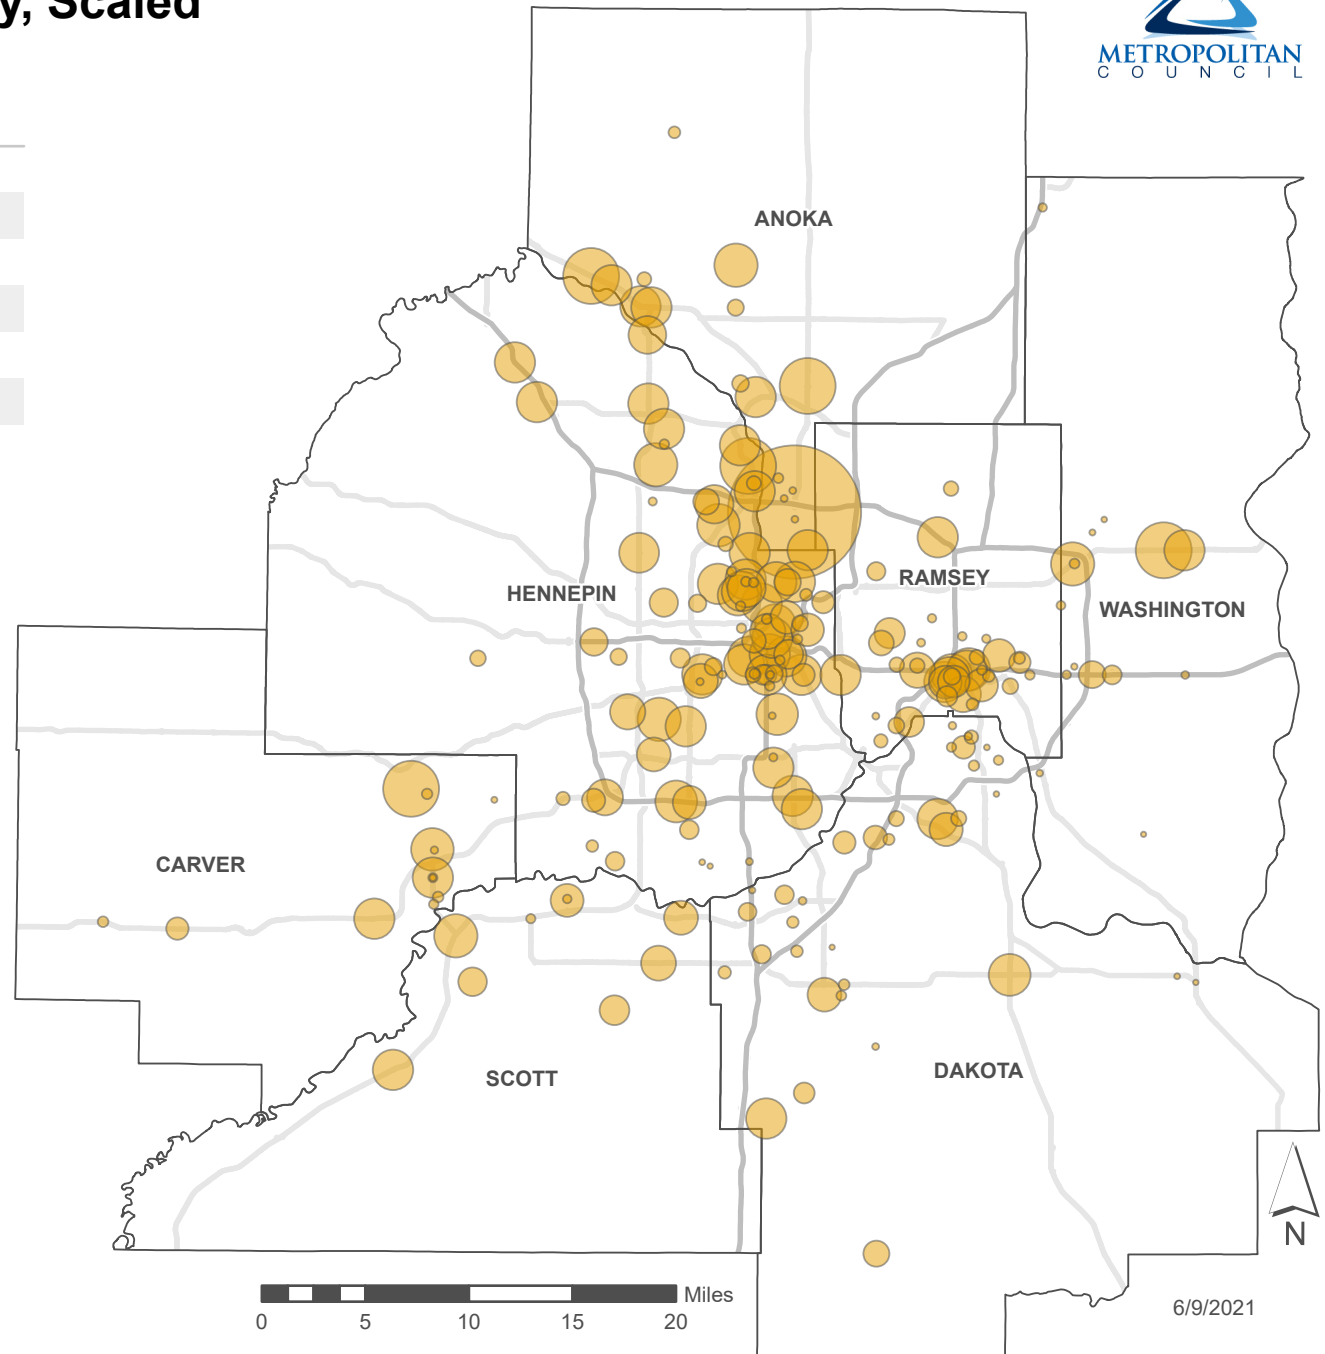 y, Scaled
METROPOLITAN
COUNCIL
ANOKA
HENNEPIN
RAMSEY
WASHINGTON
CARVER
SCOTT
DAKOTA
N
Miles
0 5 10 15 20
6/9/2021